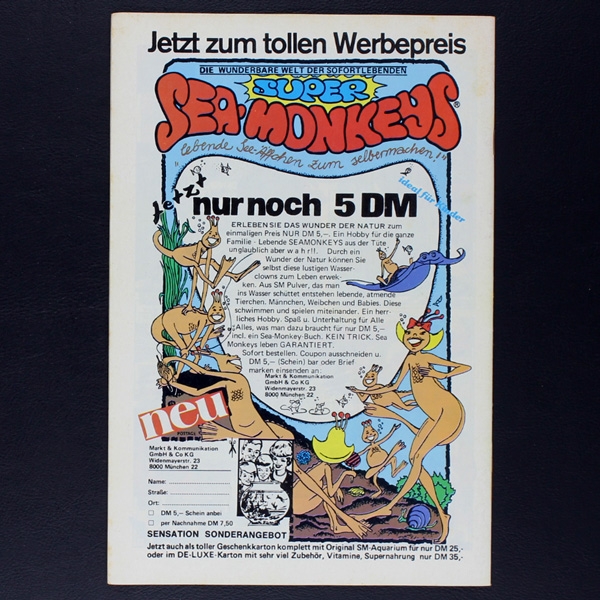 Jetzt zum tollen Werbepreis
DIE WUNDERBARE WELT DER SOFORTLEBENDEN
SUPER
SEA-MONKEYS®
"lebende See-Äffchen zum selbermachen!"
Jetzt
nur noch 5 DM
ideal für Kinder
ERLEBEN SIE DAS WUNDER DER NATUR zum
einmaligen Preis NUR DM 5,–. Ein Hobby für die ganze
Familie - Lebende SEAMONKEYS aus der Tüte
unglaublich aber w a h r!!. Durch ein
Wunder der Natur können Sie
selbst diese lustigen Wasser-
clowns zum Leben erwek-
ken. Aus SM Pulver, das man
ins Wasser schüttet entstehen lebende, atmende
Tierchen. Männchen, Weibchen und Babies. Diese
schwimmen und spielen miteinander. Ein herr-
liches Hobby. Spaß u. Unterhaltung für Alle
Alles, was man dazu braucht für nur DM 5,–
incl. ein Sea-Monkey-Buch. KEIN TRICK. Sea
Monkeys leben GARANTIERT.
Sofort bestellen. Coupon ausschneiden u.
DM 5,– (Schein) bar oder Brief
marken einsenden an:
Markt & Kommunikation
GmbH & Co KG
Widenmayerstr. 23
8000 München 22
neu
Markt & Kommunikation
GmbH & Co KG
Widenmayerstr. 23
8000 München 22
Name:
Straße:
Ort:
DM 5,– Schein anbei
per Nachnahme DM 7,50
SENSATION SONDERANGEBOT
Jetzt auch als toller Geschenkkarton komplett mit Original SM-Aquarium für nur DM 25,-
oder im DE-LUXE-Karton mit sehr viel Zubehör, Vitamine, Supernahrung nur DM 35,-